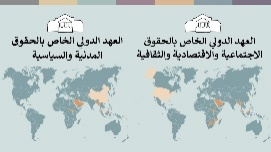 العهد الدولي الخاص بالحقوق
الاجتماعية والاقتصادية والثقافية
العهد الدولي الخاص بالحقوق
المدنية والسياسية